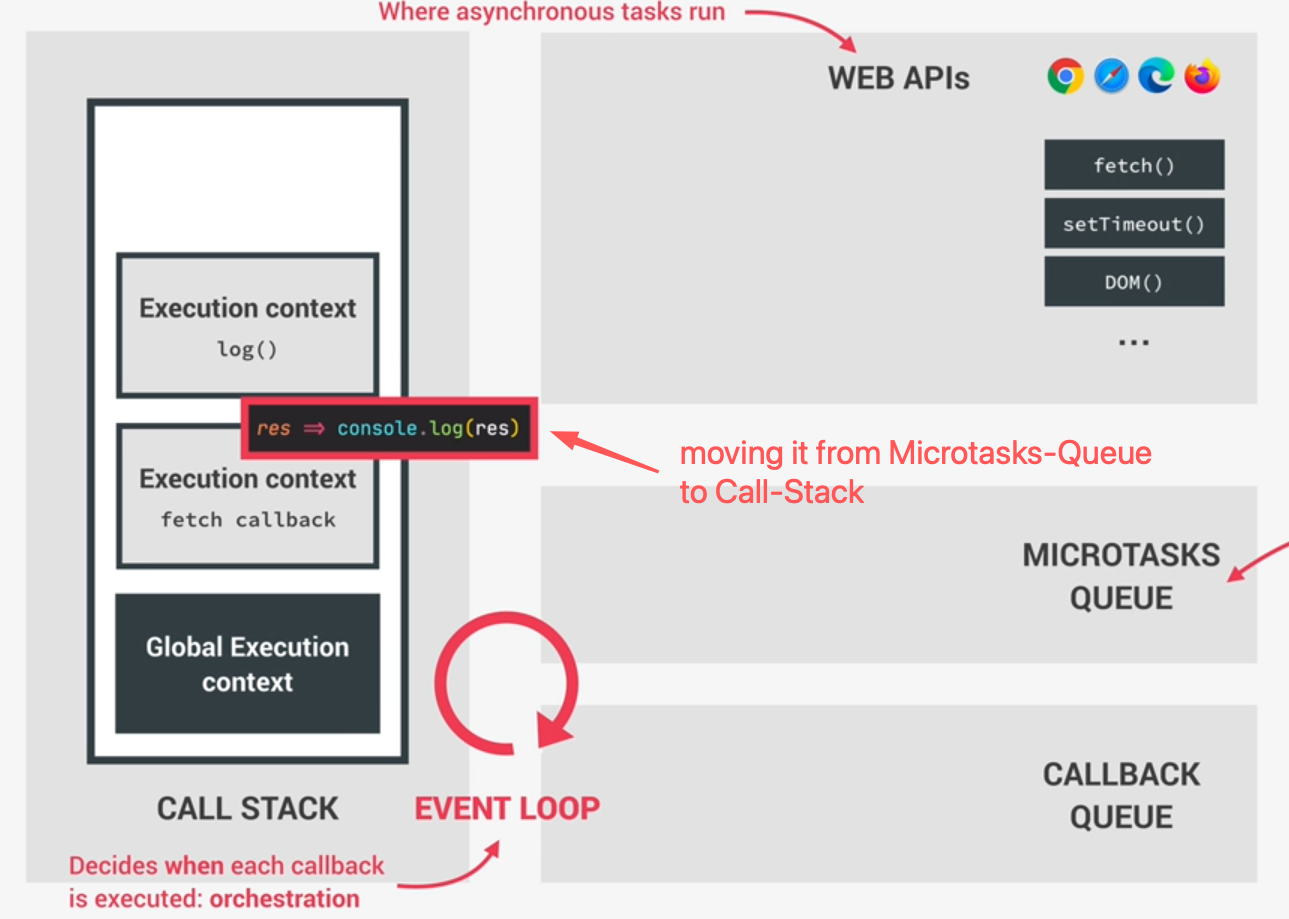 Where asynchronous tasks run
WEB APIs
fetch()
setTimeout()
DOM()
...
Execution context
log()
res => console.log(res)
Execution context
fetch callback
moving it from Microtasks-Queue
to Call-Stack
Global Execution
context
MICROTASKS
QUEUE
CALL STACK
EVENT LOOP
CALLBACK
QUEUE
Decides when each callback
is executed: orchestration